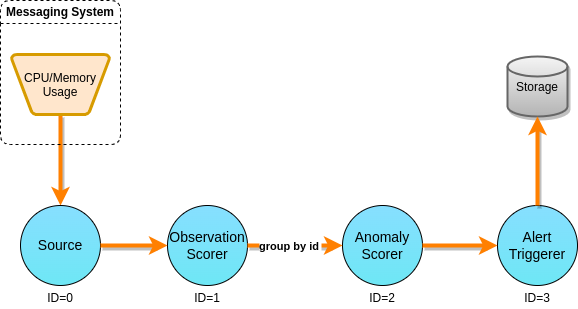 Messaging System
CPU/Memory
Usage
Storage
Source
Observation
Scorer
group by id
Anomaly
Scorer
Alert
Triggerer
ID=0
ID=1
ID=2
ID=3